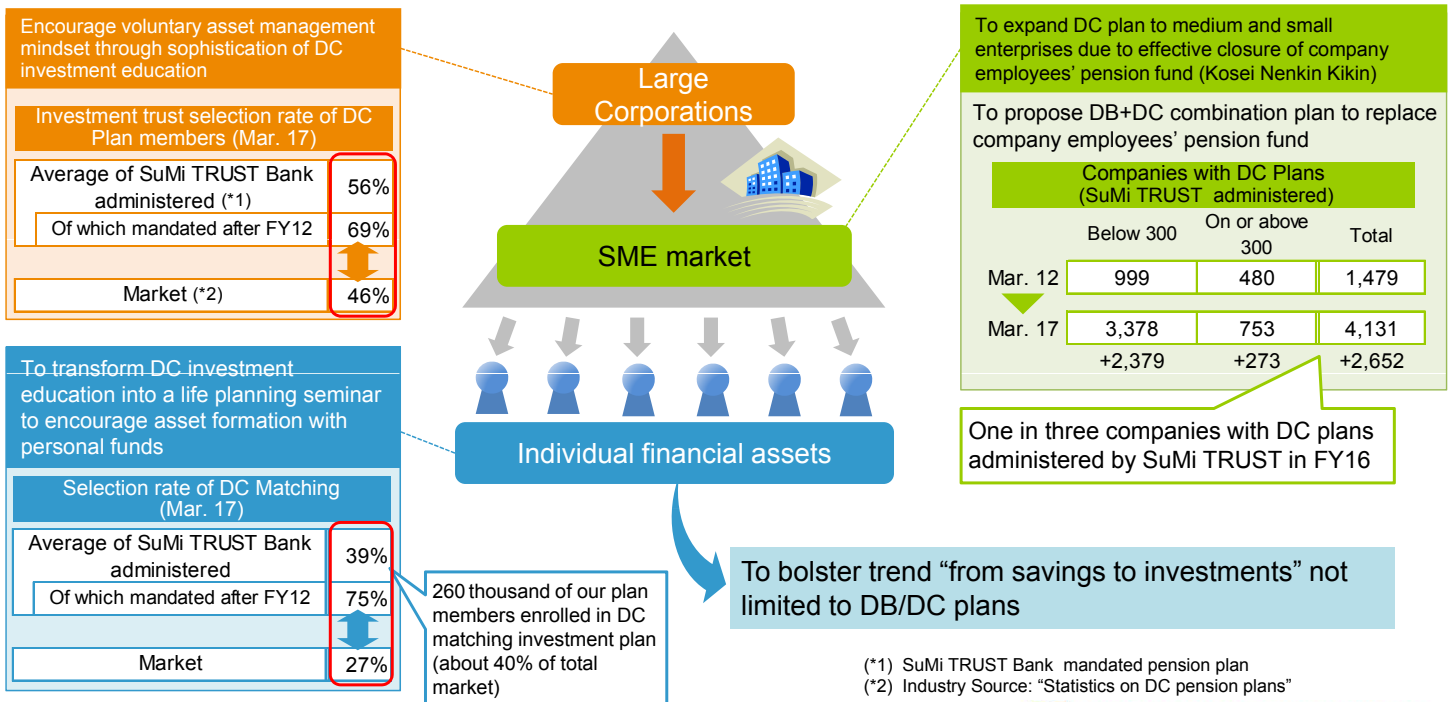 Encourage voluntary asset management
mindset through sophistication of DC
investment education
Investment trust selection rate of DC
Plan members (Mar. 17)
Average of SuMi TRUST Bank
administered (*1)
56%
Of which mandated after FY12
69%
Market (*2)
46%
To transform DC investment
education into a life planning seminar
to encourage asset formation with
personal funds
Selection rate of DC Matching
(Mar. 17)
Average of SuMi TRUST Bank
administered
39%
Of which mandated after FY12
75%
Market
27%
260 thousand of our plan
members enrolled in DC
matching investment plan
(about 40% of total
market)
Large
Corporations
SME market
Individual financial assets
To bolster trend “from savings to investments” not
limited to DB/DC plans
To expand DC plan to medium and small
enterprises due to effective closure of company
employees’ pension fund (Kosei Nenkin Kikin)
To propose DB+DC combination plan to replace
company employees’ pension fund
Companies with DC Plans
(SuMi TRUST administered)
Below 300 On or above 300 Total
Mar. 12 999 480 1,479
Mar. 17 3,378 753 4,131
+2,379 +273 +2,652
One in three companies with DC plans
administered by SuMi TRUST in FY16
(*1) SuMi TRUST Bank mandated pension plan
(*2) Industry Source: “Statistics on DC pension plans”